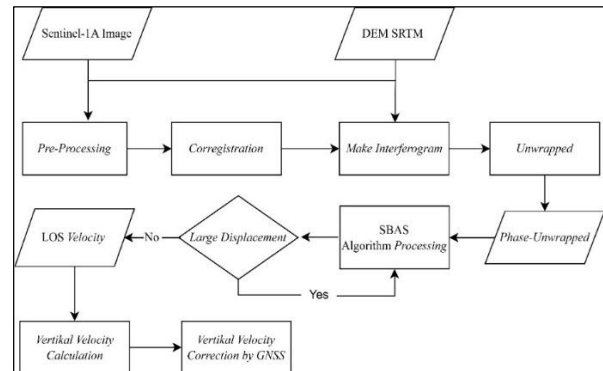 Sentinel-1A Image
DEM SRTM
Pre-Processing
Corregistration
Make Interferogram
Unwrapped
LOS Velocity
No
Large Displacement
SBAS
Algorithm Processing
Phase-Unwrapped
Yes
Vertikal Velocity
Calculation
Vertikal Velocity
Correction by GNSS